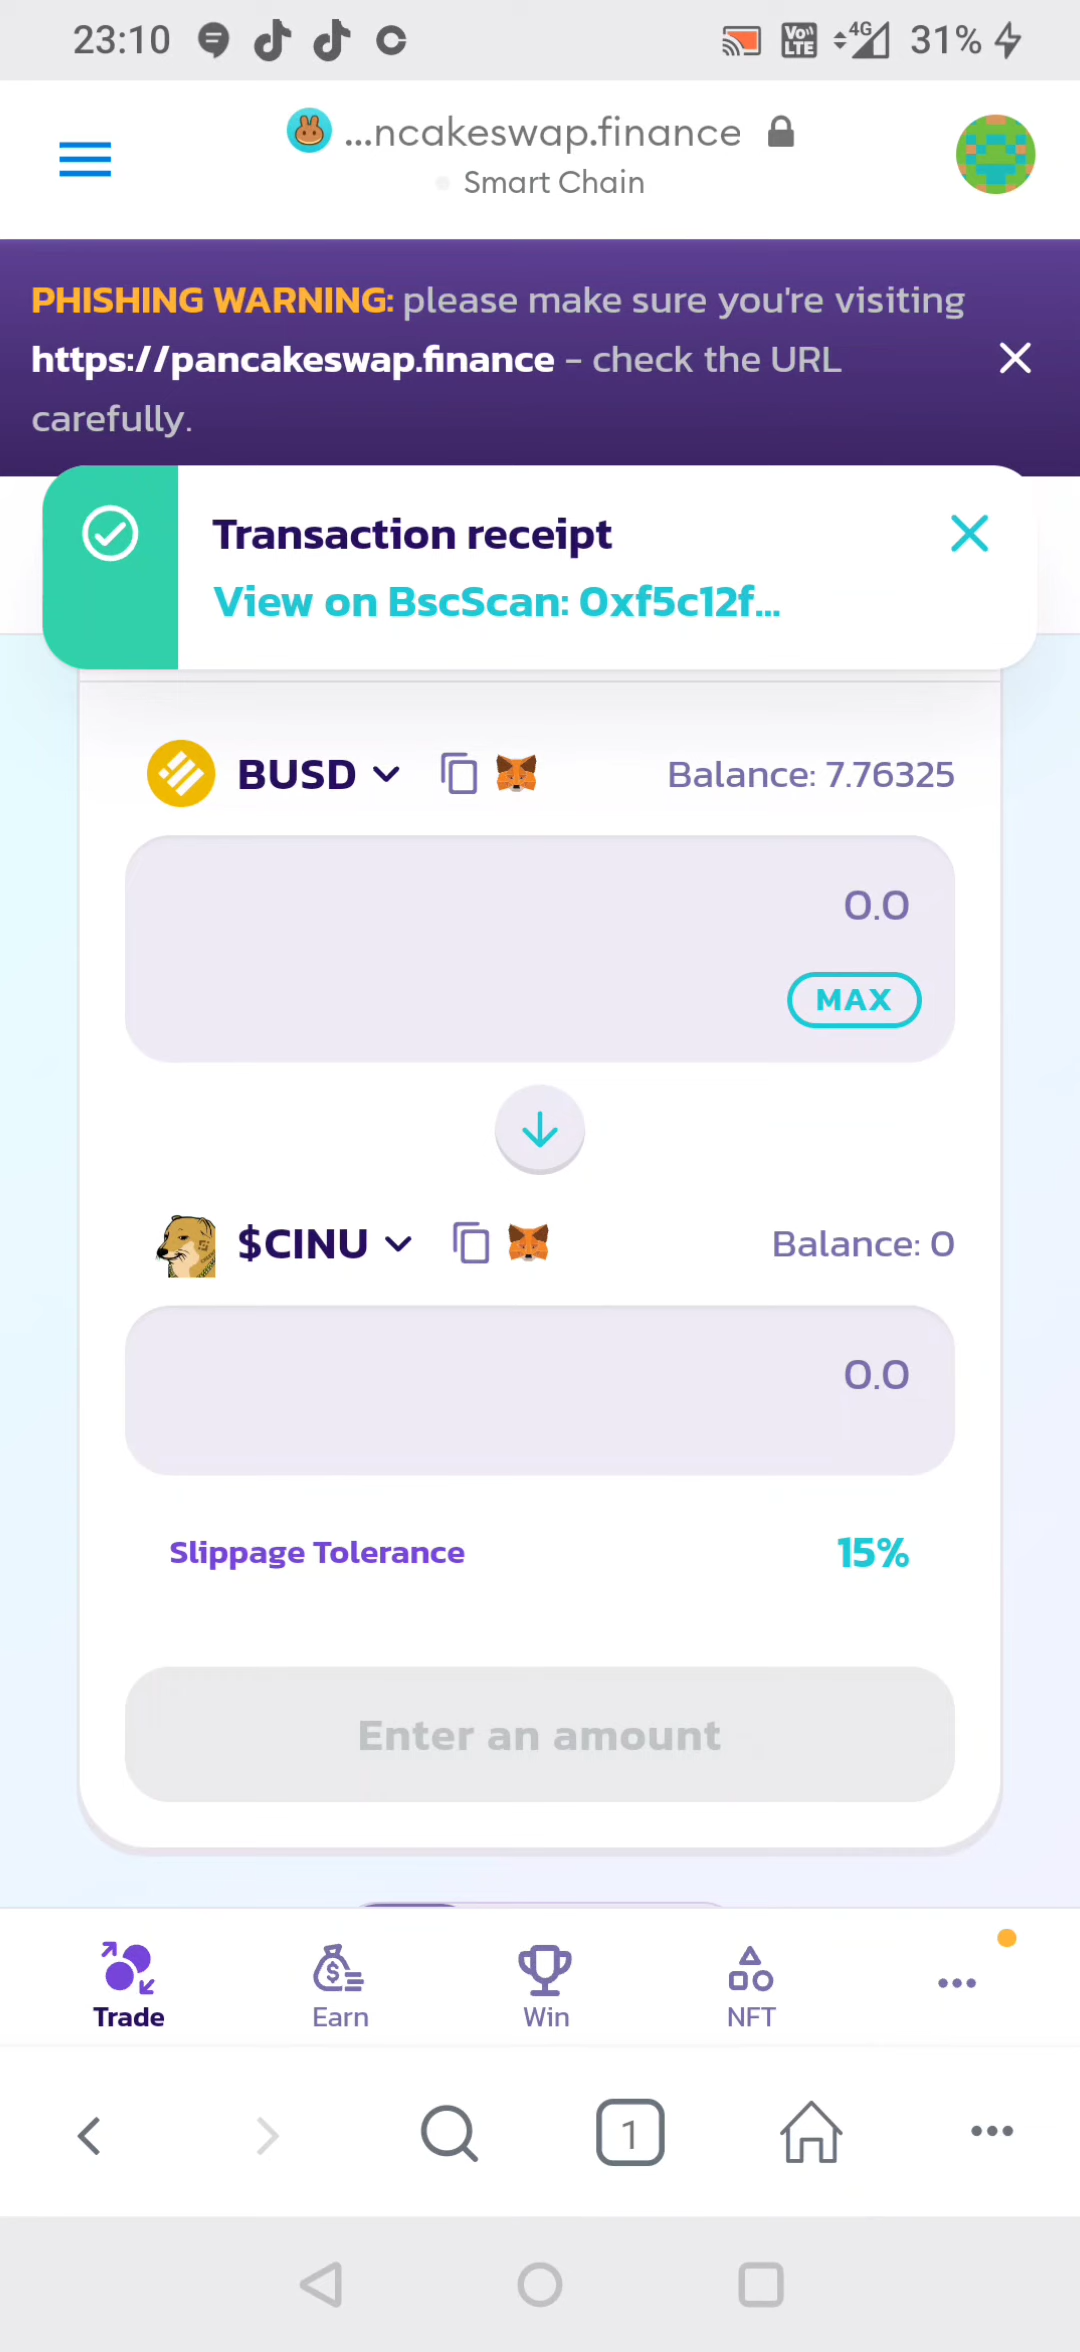 23:10
VoLTE
4G
31%
...ncakeswap.finance
Smart Chain
PHISHING WARNING: please make sure you're visiting
https://pancakeswap.finance - check the URL
carefully.
Transaction receipt
View on BscScan: 0xf5c12f...
BUSD
Balance: 7.76325
0.0
MAX
$CINU
Balance: 0
0.0
Slippage Tolerance
15%
Enter an amount
Trade
Earn
Win
NFT
1